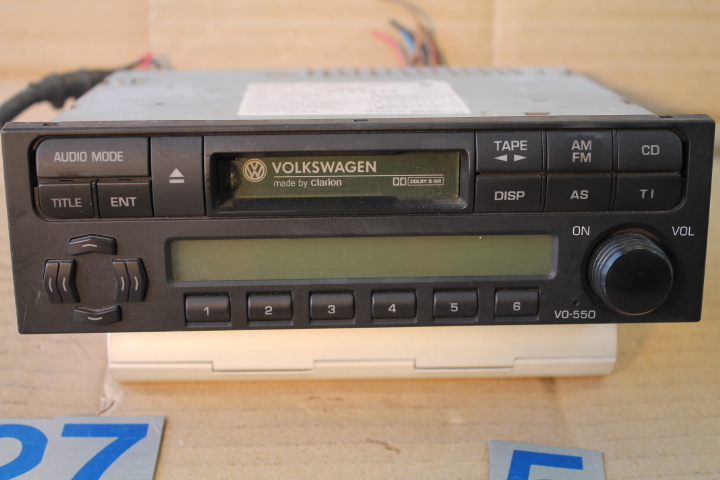 AUDIO MODE
TITLE ENT
VOLKSWAGEN
made by Clarion
DOLBY B NR
TAPE
AM
FM
CD
DISP
AS
TI
ON
VOL
1 2 3 4 5 6
VO-550
27